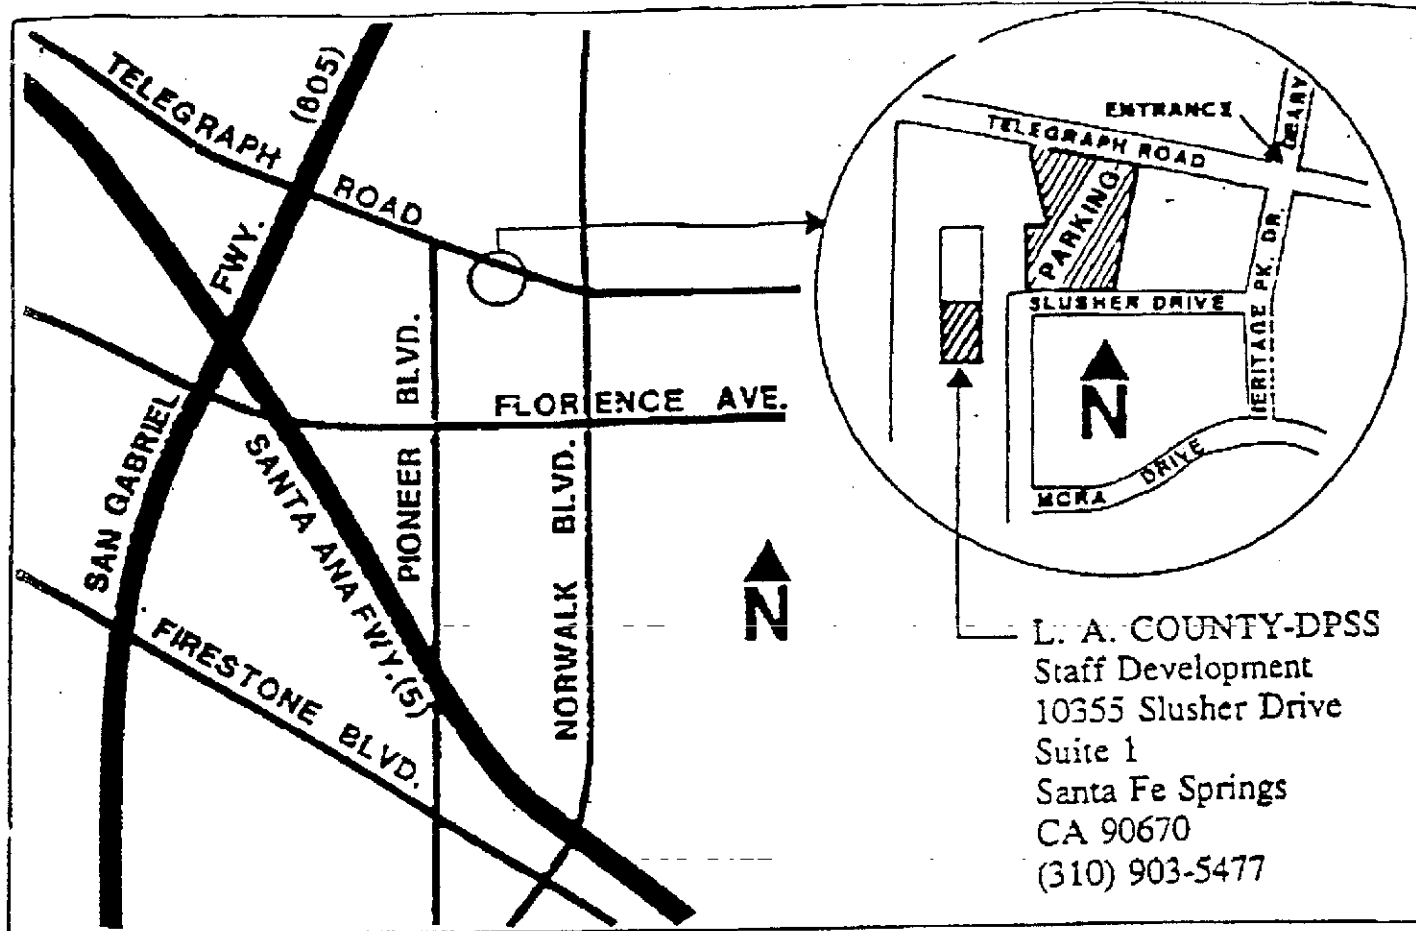 TELEGRAPH ROAD
(805)
SAN GABRIEL FWY.
SANTA ANA FWY. (5)
FIRESTONE BLVD.
PIONEER BLVD.
NORWALK BLVD.
FLORENCE AVE.
N
ENTRANCE
GEARY
TELEGRAPH ROAD
PARKING
SLUSHER DRIVE
HERITAGE PK. DR.
N
MORA DRIVE
L. A. COUNTY-DPSS
Staff Development
10355 Slusher Drive
Suite 1
Santa Fe Springs
CA 90670
(310) 903-5477